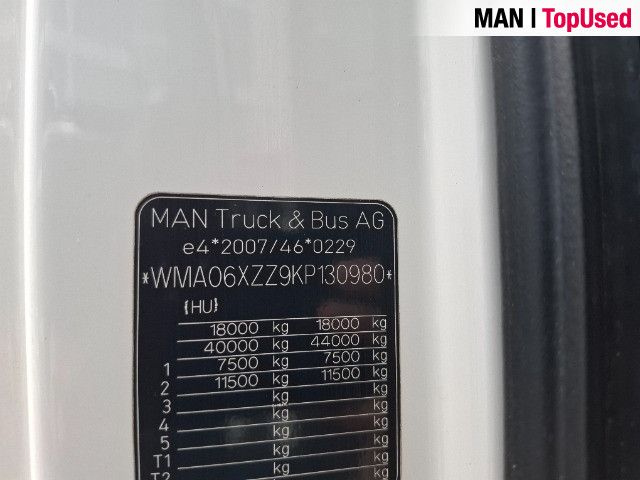 MAN | TopUsed
MAN Truck & Bus AG
e4*2007/46*0229
*WMA06XZZ9KP130980*
{HU}
18000 kg 18000 kg
40000 kg 44000 kg
1 7500 kg 7500 kg
2 11500 kg 11500 kg
3 kg kg
4 kg kg
5 kg kg
T1 kg kg
T2 kg kg